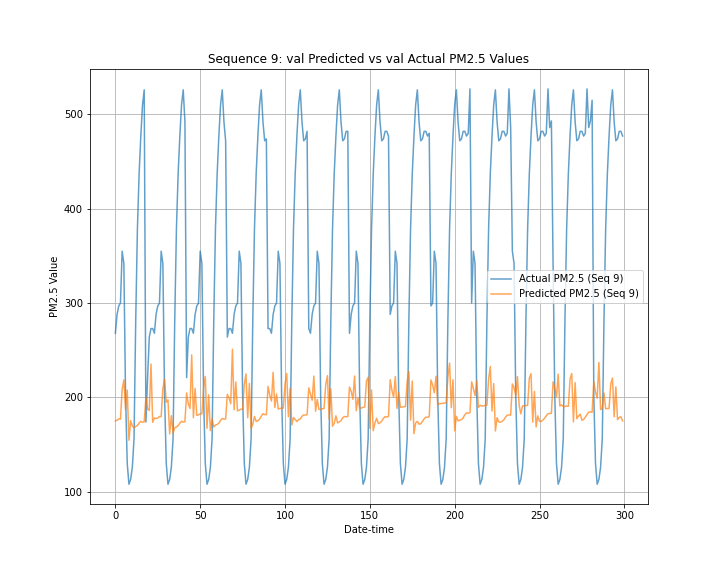 Sequence 9: val Predicted vs val Actual PM2.5 Values
500
400
300
200
100
PM2.5 Value
Actual PM2.5 (Seq 9)
Predicted PM2.5 (Seq 9)
0 50 100 150 200 250 300
Date-time